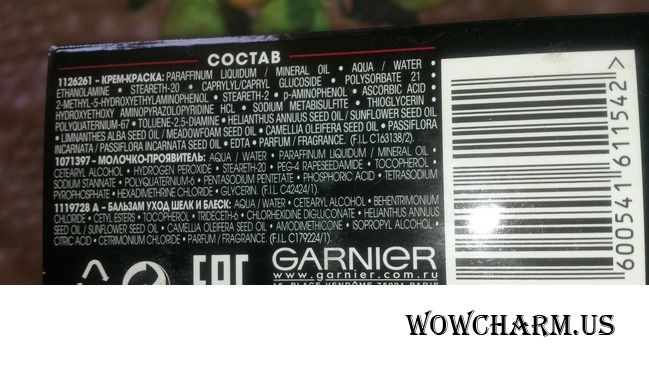 СОСТАВ
1126261 – КРЕМ-КРАСКА: PARAFFINUM LIQUIDUM / MINERAL OIL • AQUA / WATER •
ETHANOLAMINE • STEARETH-20 • CAPRYLYL/CAPRYL GLUCOSIDE • POLYSORBATE 21 •
2-METHYL-5-HYDROXYETHYLAMINOPHENOL • STEARETH-2 • p-AMINOPHENOL • ASCORBIC ACID •
HYDROXYETHOXY AMINOPYRAZOLOPYRIDINE HCL • SODIUM METABISULFITE • THIOGLYCERIN •
POLYQUATERNIUM-67 • TOLUENE-2,5-DIAMINE • HELIANTHUS ANNUUS SEED OIL / SUNFLOWER SEED OIL
• LIMNANTHES ALBA SEED OIL / MEADOWFOAM SEED OIL • CAMELLIA OLEIFERA SEED OIL • PASSIFLORA
INCARNATA / PASSIFLORA INCARNATA SEED OIL • EDTA • PARFUM / FRAGRANCE. (F.I.L C163138/2).
1071397 – МОЛОЧКО-ПРОЯВИТЕЛЬ: AQUA / WATER • PARAFFINUM LIQUIDUM / MINERAL OIL •
CETEARYL ALCOHOL • HYDROGEN PEROXIDE • STEARETH-20 • PEG-4 RAPESEEDAMIDE • TOCOPHEROL •
SODIUM STANNATE • POLYQUATERNIUM-6 • PENTASODIUM PENTETATE • PHOSPHORIC ACID • TETRASODIUM
PYROPHOSPHATE • HEXADIMETHRINE CHLORIDE • GLYCERIN. (F.I.L C42424/1).
1119728 A – БАЛЬЗАМ УХОД ШЕЛК И БЛЕСК: AQUA / WATER • CETEARYL ALCOHOL • BEHENTRIMONIUM
CHLORIDE • CETYL ESTERS • TOCOPHEROL • TRIDECETH-6 • CHLORHEXIDINE DIGLUCONATE • HELIANTHUS ANNUUS
SEED OIL / SUNFLOWER SEED OIL • CAMELLIA OLEIFERA SEED OIL • AMODIMETHICONE • ISOPROPYL ALCOHOL •
CITRIC ACID • CETRIMONIUM CHLORIDE • PARFUM / FRAGRANCE. (F.I.L C179224/1).
EAC
GARNIER
www.garnier.com.ru
PLACE VENDÔME 75001 PARIS
600541 611542 >
WOWCHARM.US